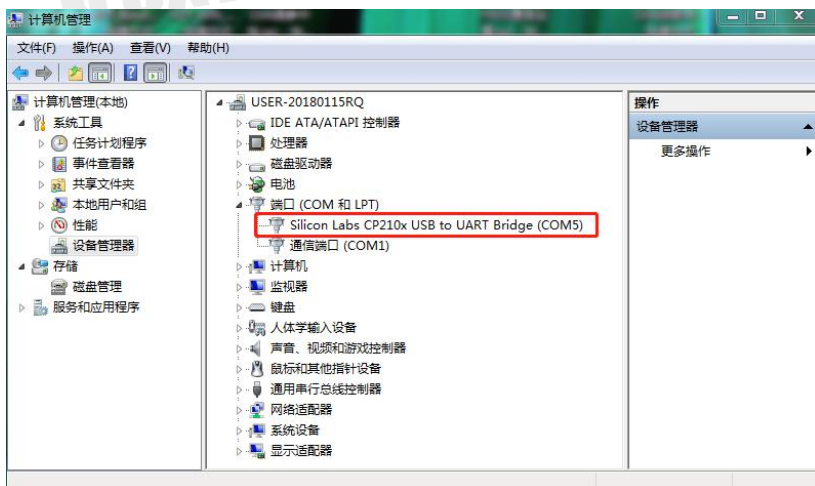 计算机管理
文件(F) 操作(A) 查看(V) 帮助(H)
计算机管理(本地)
系统工具
任务计划程序
事件查看器
共享文件夹
本地用户和组
性能
设备管理器
存储
磁盘管理
服务和应用程序
USER-20180115RQ
IDE ATA/ATAPI 控制器
处理器
磁盘驱动器
电池
端口 (COM 和 LPT)
Silicon Labs CP210x USB to UART Bridge (COM5)
通信端口 (COM1)
计算机
监视器
键盘
人体学输入设备
声音、视频和游戏控制器
鼠标和其他指针设备
通用串行总线控制器
网络适配器
系统设备
显示适配器
操作
设备管理器
更多操作